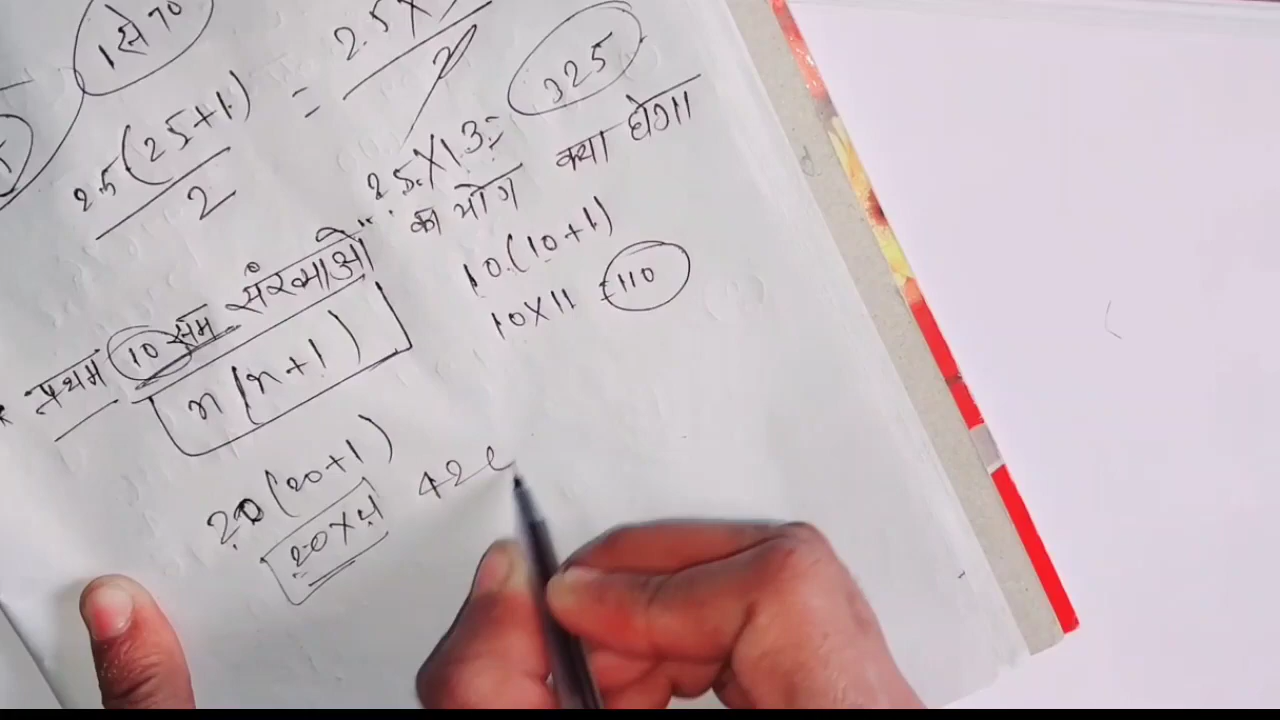 1 से 70
25(25+1)/2 = 2.5×
25×13= 325
प्रथम 10 सम संख्याओं का योग क्या होगा
n(n+1)
10(10+1)
10×11 = 110
20(20+1)
20×4 420